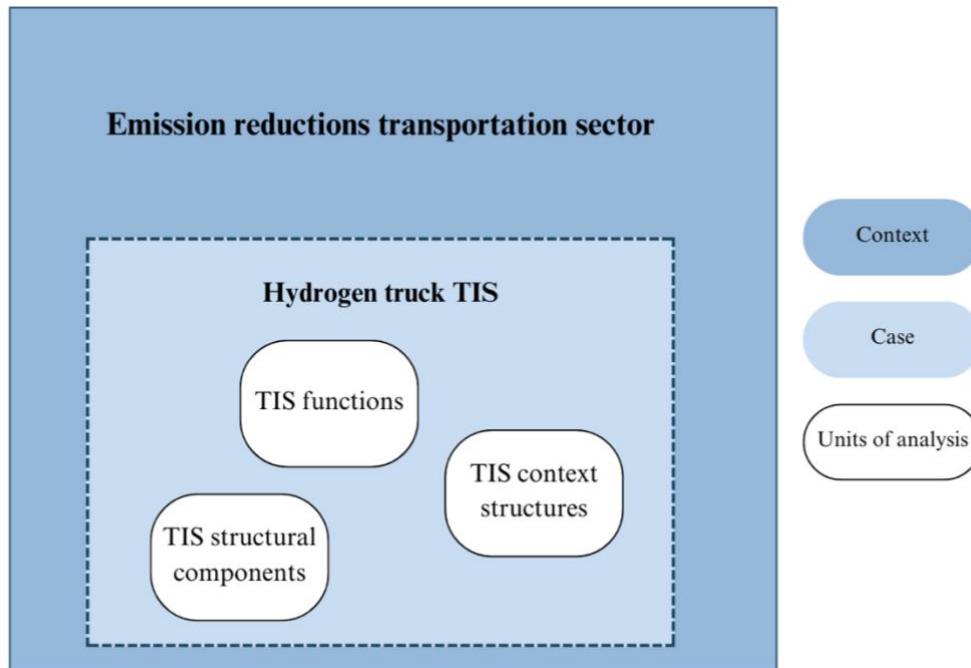 Emission reductions transportation sector
Hydrogen truck TIS
TIS functions
TIS context
structures
TIS structural
components
Context
Case
Units of analysis